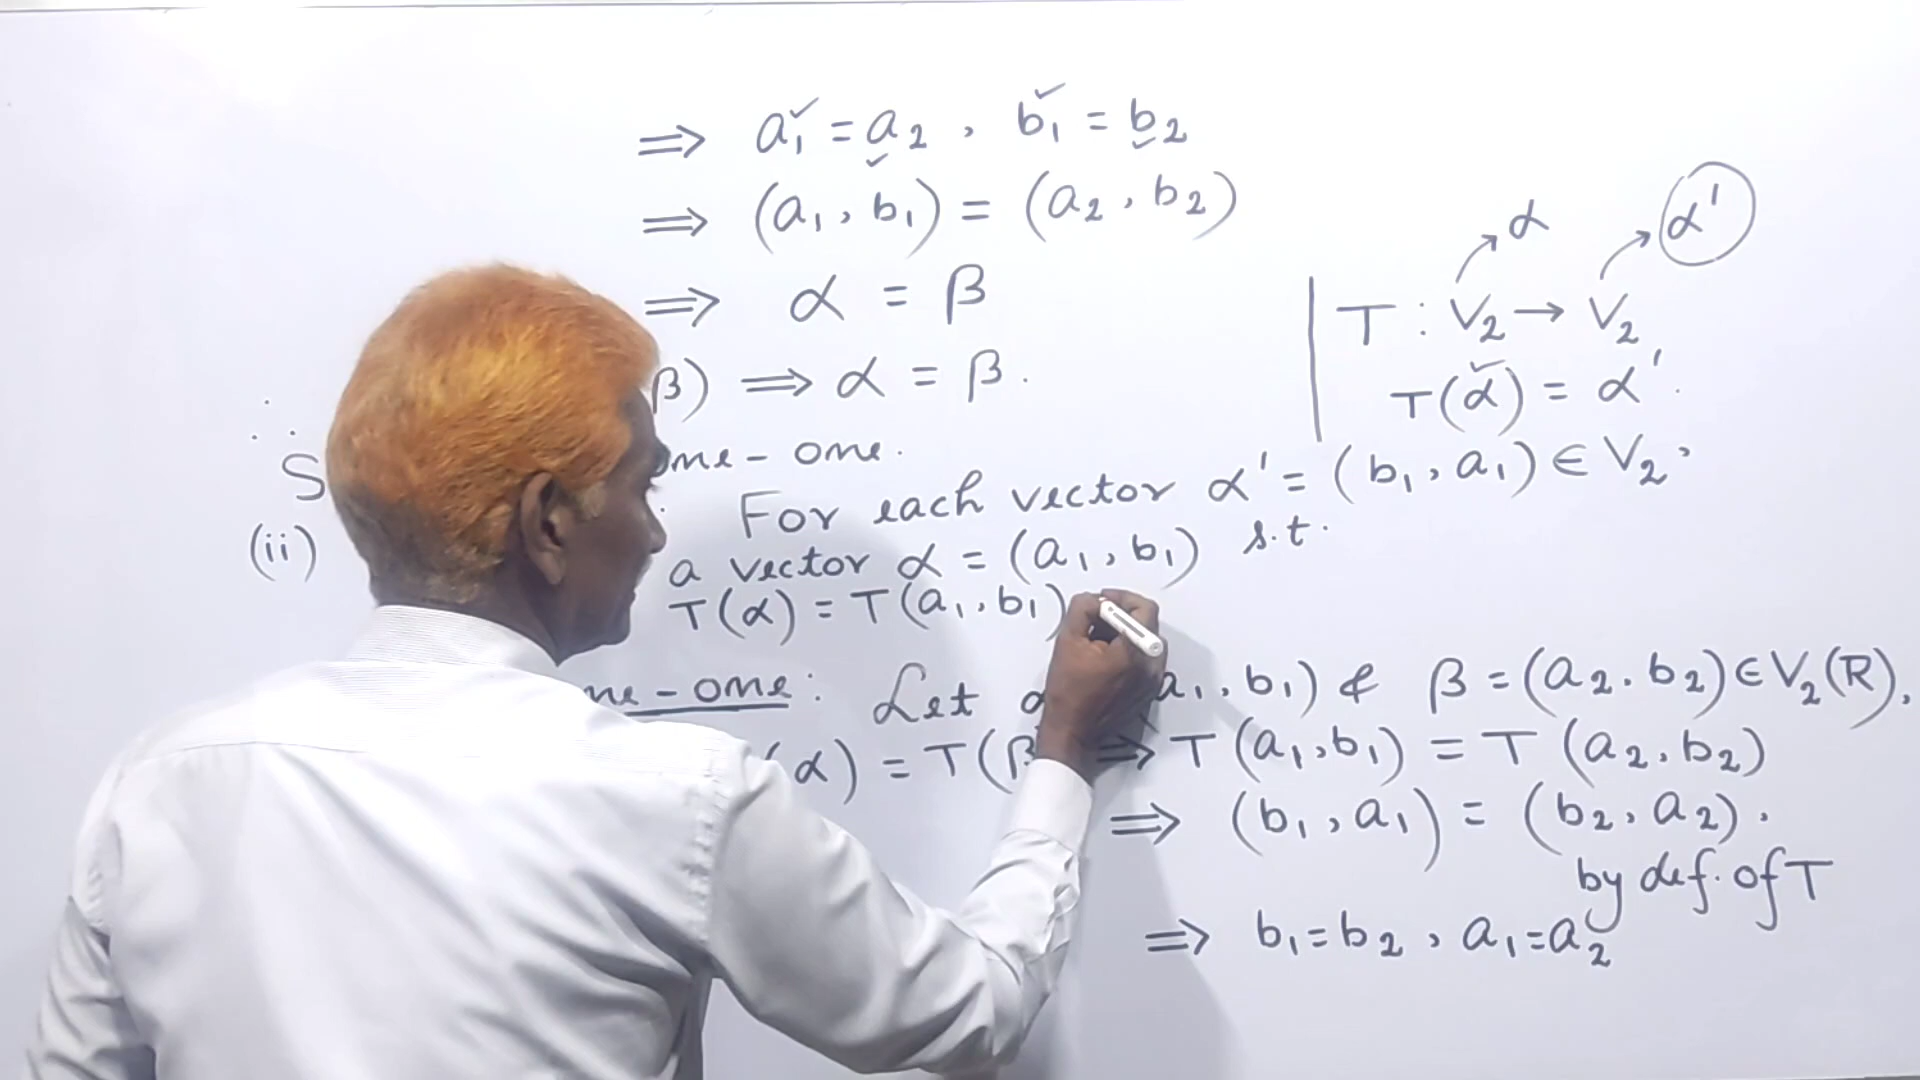 ⟹ a₁ = a₂ , b₁ = b₂
⟹ (a₁, b₁) = (a₂, b₂)
⟹ α = β
β) ⟹ α = β.
∴
S one-one.
α α'
T : V₂ → V₂
T(α) = α'.
(ii) For each vector α' = (b₁, a₁) ∈ V₂,
a vector α = (a₁, b₁) s.t.
T(α) = T(a₁, b₁)
ne-one: Let α a₁, b₁) & β = (a₂, b₂) ∈ V₂(R),
(α) = T(β ⟹ T(a₁, b₁) = T(a₂, b₂)
⟹ (b₁, a₁) = (b₂, a₂).
by def. of T
⟹ b₁ = b₂ , a₁ = a₂